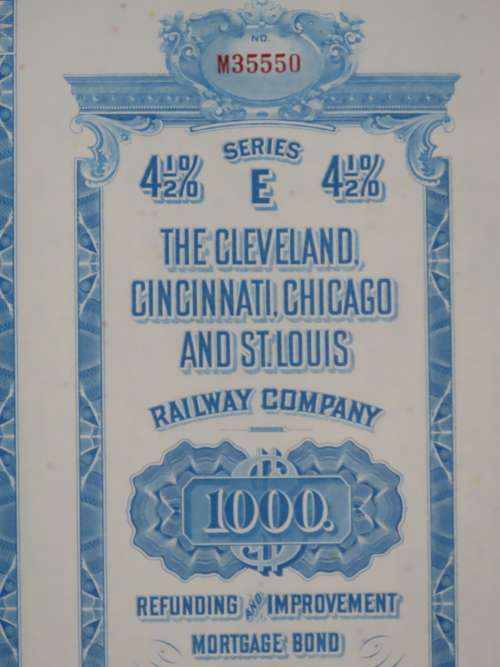 NO.
M35550
SERIES
4½% E 4½%
THE CLEVELAND,
CINCINNATI, CHICAGO
AND ST. LOUIS
RAILWAY COMPANY
$1000.
REFUNDING AND IMPROVEMENT
MORTGAGE BOND